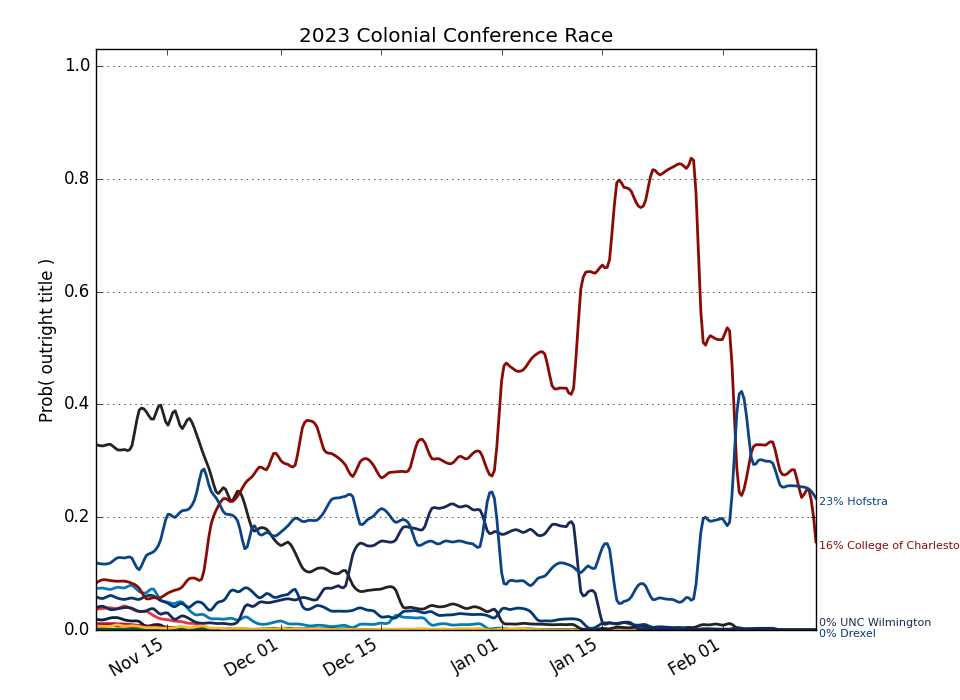 2023 Colonial Conference Race
Prob( outright title )
1.0
0.8
0.6
0.4
0.2
0.0
Nov 15
Dec 01
Dec 15
Jan 01
Jan 15
Feb 01
23% Hofstra
16% College of Charlesto
0% UNC Wilmington
0% Drexel